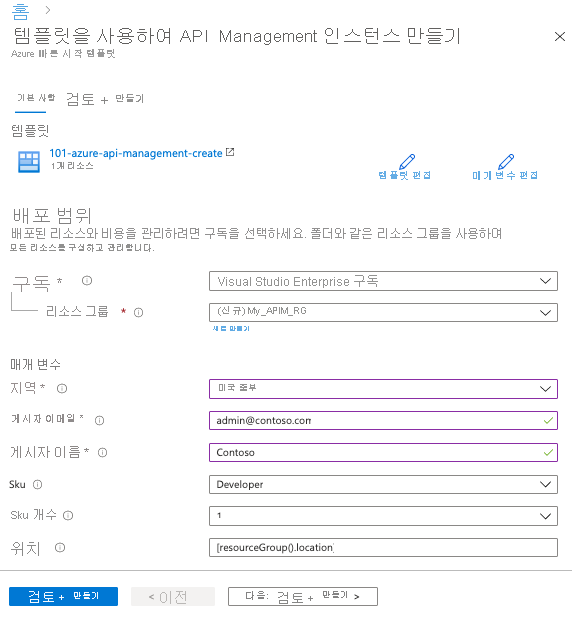 홈 >
템플릿을 사용하여 API Management 인스턴스 만들기
Azure 빠른 시작 템플릿
기본 사항 검토 + 만들기
템플릿
101-azure-api-management-create
1개 리소스
템플릿 편집 매개 변수 편집
배포 범위
배포된 리소스와 비용을 관리하려면 구독을 선택하세요. 폴더와 같은 리소스 그룹을 사용하여
모든 리소스를 구성하고 관리합니다.
구독 * Visual Studio Enterprise 구독
리소스 그룹 * (신규) My_APIM_RG
새로 만들기
매개 변수
지역 * 미국 중부
게시자 이메일 * admin@contoso.com
게시자 이름 * Contoso
Sku Developer
Sku 개수 1
위치 [resourceGroup().location]
검토 + 만들기 < 이전 다음: 검토 + 만들기 >